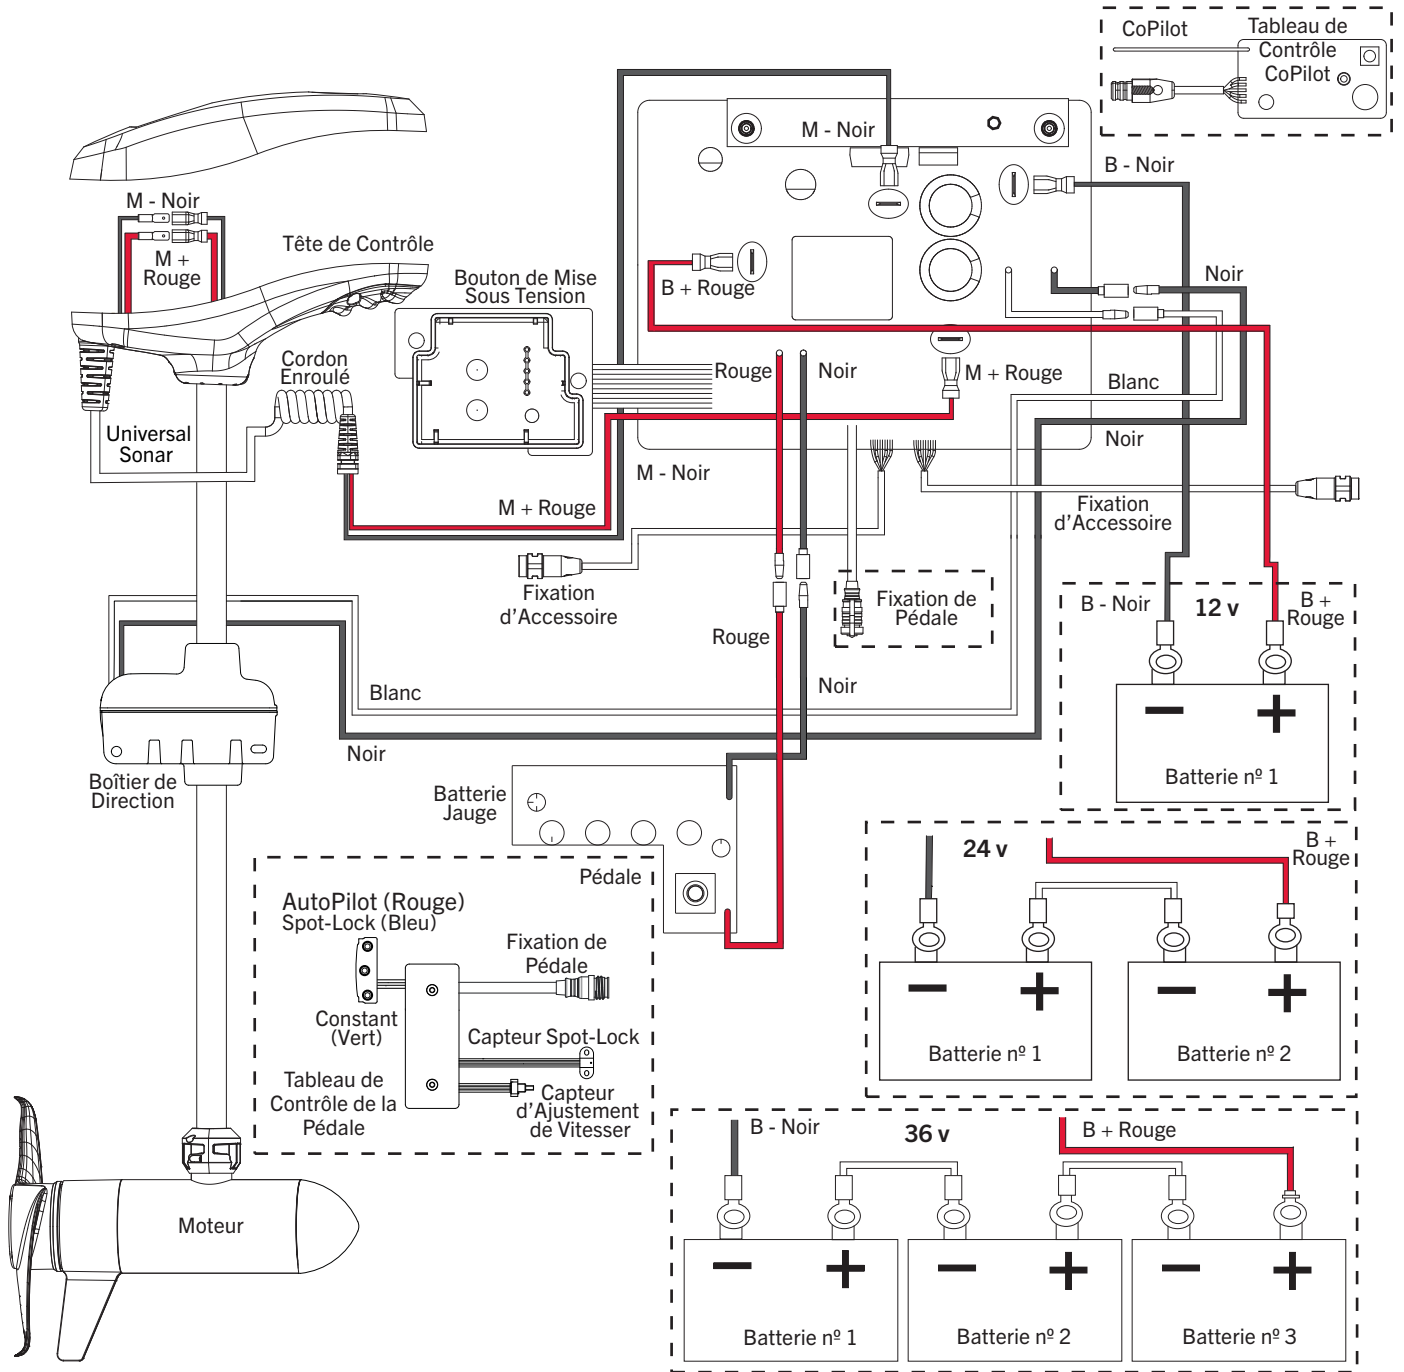 CoPilot
Tableau de
Contrôle
CoPilot
M - Noir
B - Noir
M - Noir
M +
Rouge
Tête de Contrôle
Bouton de Mise
Sous Tension
B + Rouge
Noir
Cordon
Enroulé
Rouge
Noir
M + Rouge
Blanc
Universal
Sonar
Noir
M - Noir
M + Rouge
Fixation
d'Accessoire
Fixation
d'Accessoire
Fixation de
Pédale
B - Noir
12 v
B +
Rouge
Rouge
Noir
Blanc
Noir
Batterie nº 1
Boîtier de
Direction
Batterie
Jauge
Pédale
24 v
B +
Rouge
AutoPilot (Rouge)
Spot-Lock (Bleu)
Fixation de
Pédale
Constant
(Vert)
Capteur Spot-Lock
Tableau de
Contrôle de la
Pédale
Capteur
d'Ajustement
de Vitesser
Batterie nº 1
Batterie nº 2
B - Noir
36 v
B + Rouge
Moteur
Batterie nº 1
Batterie nº 2
Batterie nº 3